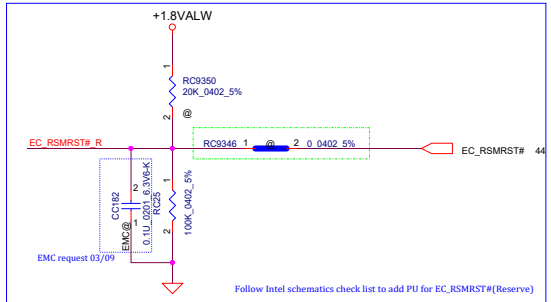 +1.8VALW
1
RC9350
20K_0402_5%
2
@
EC_RSMRST#_R
RC9346 1 @ 2 0_0402_5%
EC_RSMRST# 44
CC182
0.1U_0201_6.3V6-K
EMC@
2
1
RC25
100K_0402_5%
1
2
EMC request 03/09
Follow Intel schematics check list to add PU for EC_RSMRST#(Reserve)